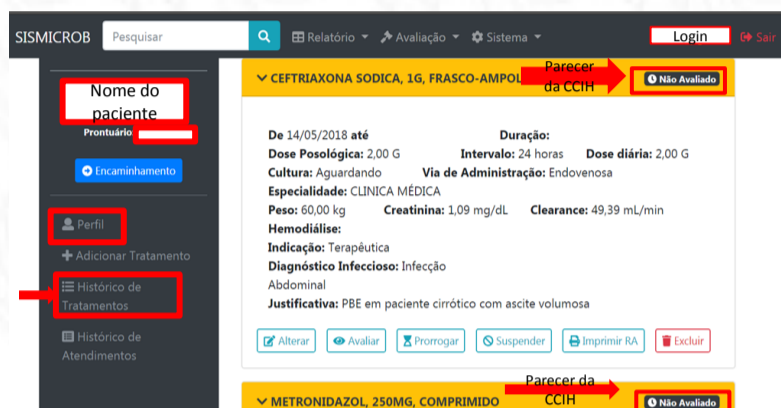 SISMICROB Pesquisar Relatório Avaliação Sistema Login Sair
Nome do
paciente
Prontuário:
Encaminhamento
Perfil
Adicionar Tratamento
Histórico de
Tratamentos
Histórico de
Atendimentos
CEFTRIAXONA SODICA, 1G, FRASCO-AMPOL
Parecer
da CCIH
Não Avaliado
De 14/05/2018 até Duração:
Dose Posológica: 2,00 G Intervalo: 24 horas Dose diária: 2,00 G
Cultura: Aguardando Via de Administração: Endovenosa
Especialidade: CLINICA MÉDICA
Peso: 60,00 kg Creatinina: 1,09 mg/dL Clearance: 49,39 mL/min
Hemodiálise:
Indicação: Terapêutica
Diagnóstico Infeccioso: Infecção
Abdominal
Justificativa: PBE em paciente cirrótico com ascite volumosa
Alterar Avaliar Prorrogar Suspender Imprimir RA Excluir
METRONIDAZOL, 250MG, COMPRIMIDO
Parecer da
CCIH
Não Avaliado